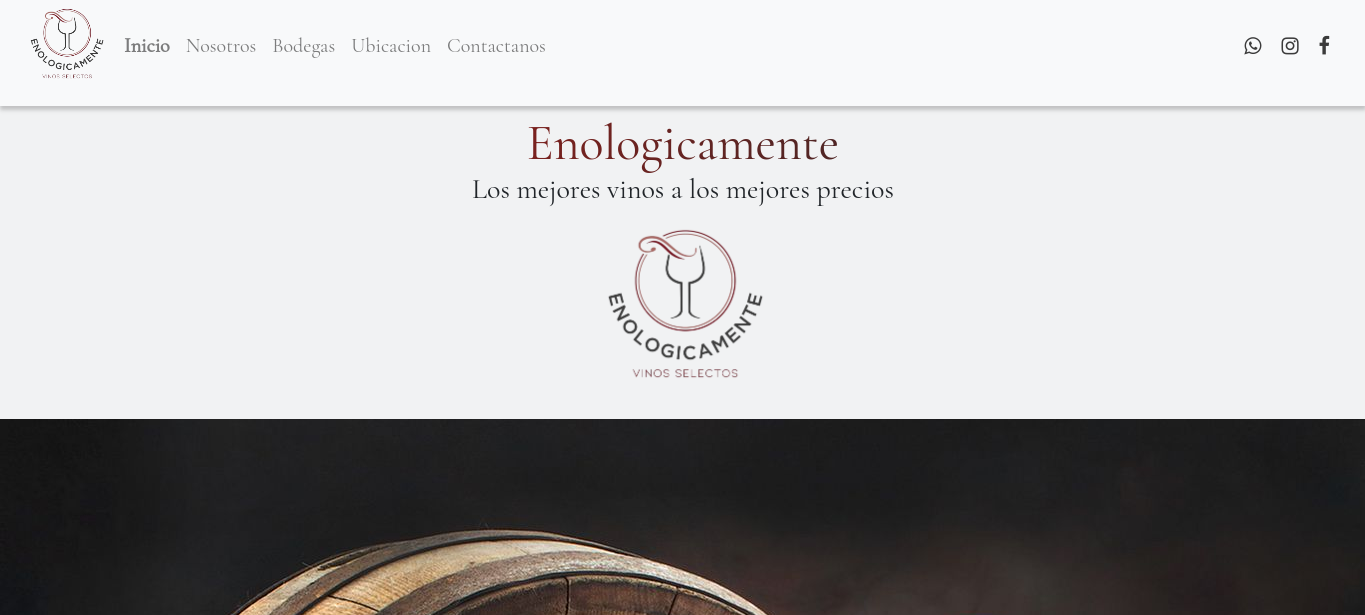 ENOLOGICAMENTE
VINOS SELECTOS
Inicio Nosotros Bodegas Ubicacion Contactanos
Enologicamente
Los mejores vinos a los mejores precios
ENOLOGICAMENTE
VINOS SELECTOS